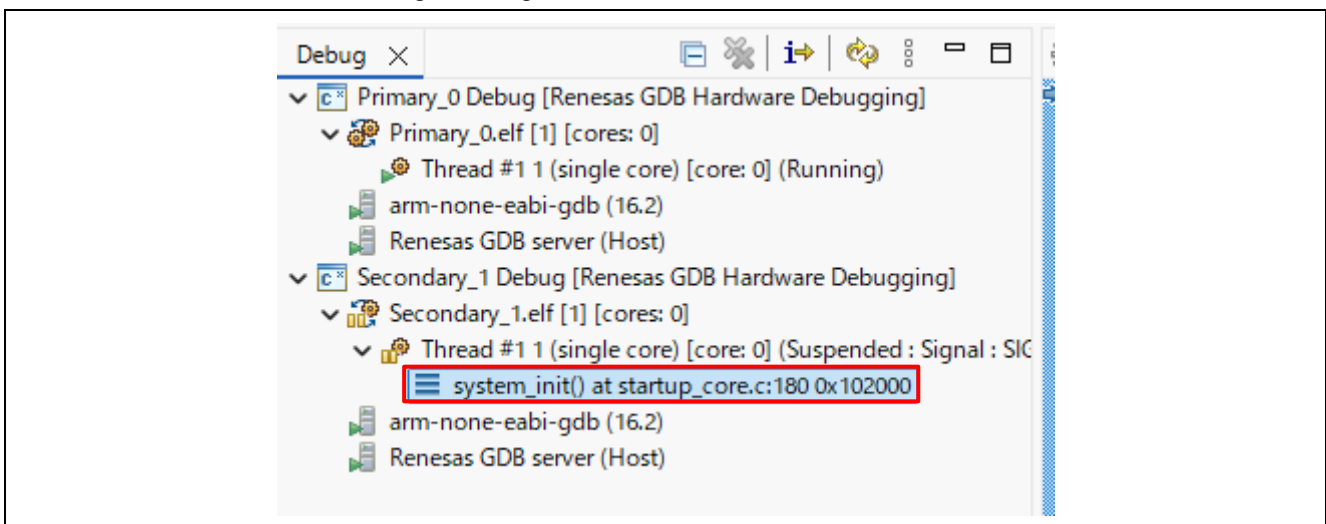 Debug
Primary_0 Debug [Renesas GDB Hardware Debugging]
Primary_0.elf [1] [cores: 0]
Thread #1 1 (single core) [core: 0] (Running)
arm-none-eabi-gdb (16.2)
Renesas GDB server (Host)
Secondary_1 Debug [Renesas GDB Hardware Debugging]
Secondary_1.elf [1] [cores: 0]
Thread #1 1 (single core) [core: 0] (Suspended : Signal : SIG
system_init() at startup_core.c:180 0x102000
arm-none-eabi-gdb (16.2)
Renesas GDB server (Host)